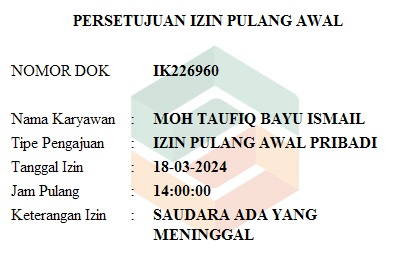 PERSETUJUAN IZIN PULANG AWAL
NOMOR DOK IK226960
Nama Karyawan : MOH TAUFIQ BAYU ISMAIL
Tipe Pengajuan : IZIN PULANG AWAL PRIBADI
Tanggal Izin : 18-03-2024
Jam Pulang : 14:00:00
Keterangan Izin : SAUDARA ADA YANG
MENINGGAL